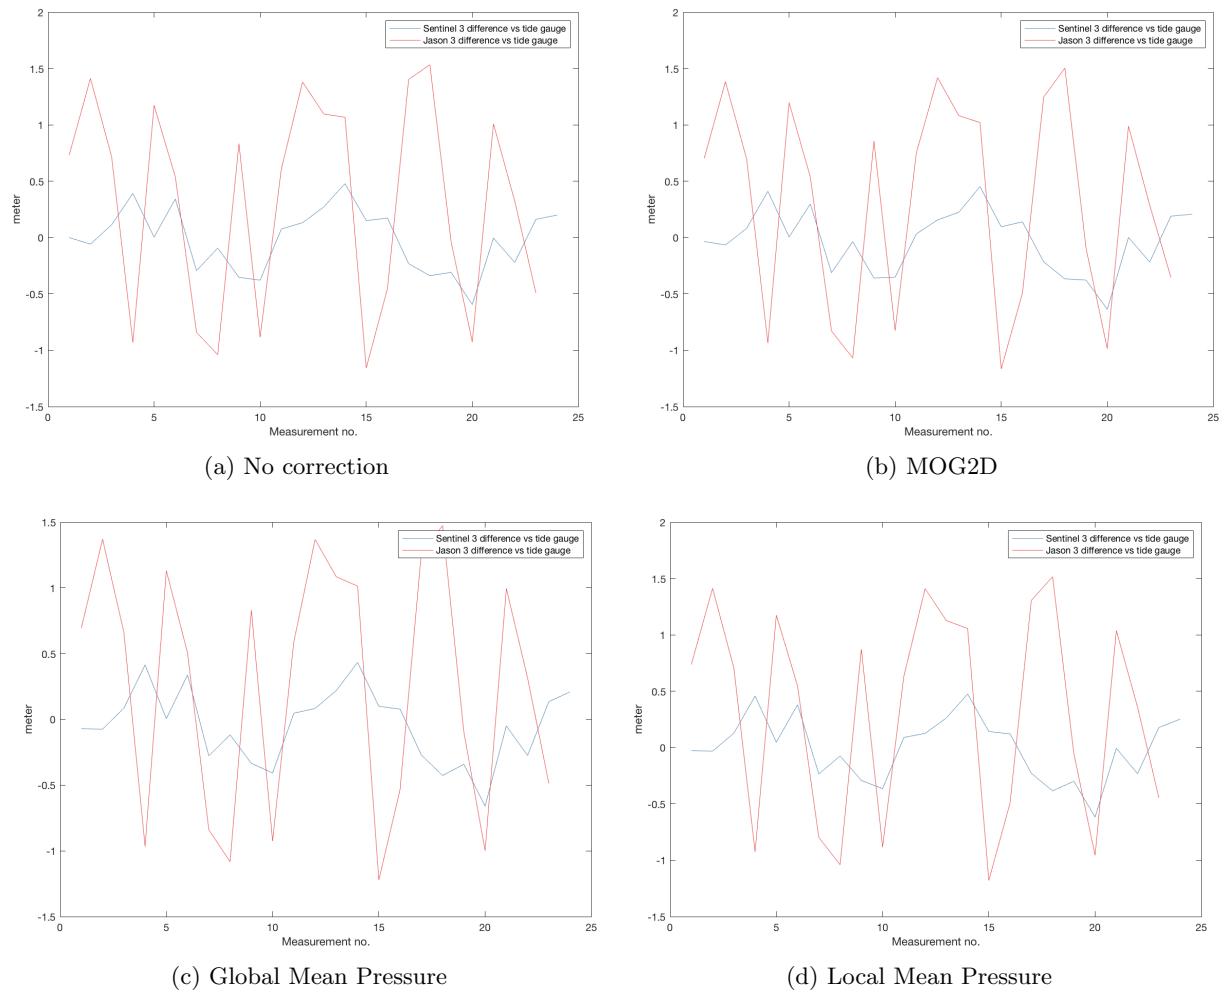 2
1.5
1
0.5
0
-0.5
-1
-1.5
meter
0 5 10 15 20 25
Measurement no.
Sentinel 3 difference vs tide gauge
Jason 3 difference vs tide gauge
(a) No correction
2
1.5
1
0.5
0
-0.5
-1
-1.5
meter
0 5 10 15 20 25
Measurement no.
Sentinel 3 difference vs tide gauge
Jason 3 difference vs tide gauge
(b) MOG2D
1.5
1
0.5
0
-0.5
-1
-1.5
meter
0 5 10 15 20 25
Measurement no.
Sentinel 3 difference vs tide gauge
Jason 3 difference vs tide gauge
(c) Global Mean Pressure
2
1.5
1
0.5
0
-0.5
-1
-1.5
meter
0 5 10 15 20 25
Measurement no.
Sentinel 3 difference vs tide gauge
Jason 3 difference vs tide gauge
(d) Local Mean Pressure